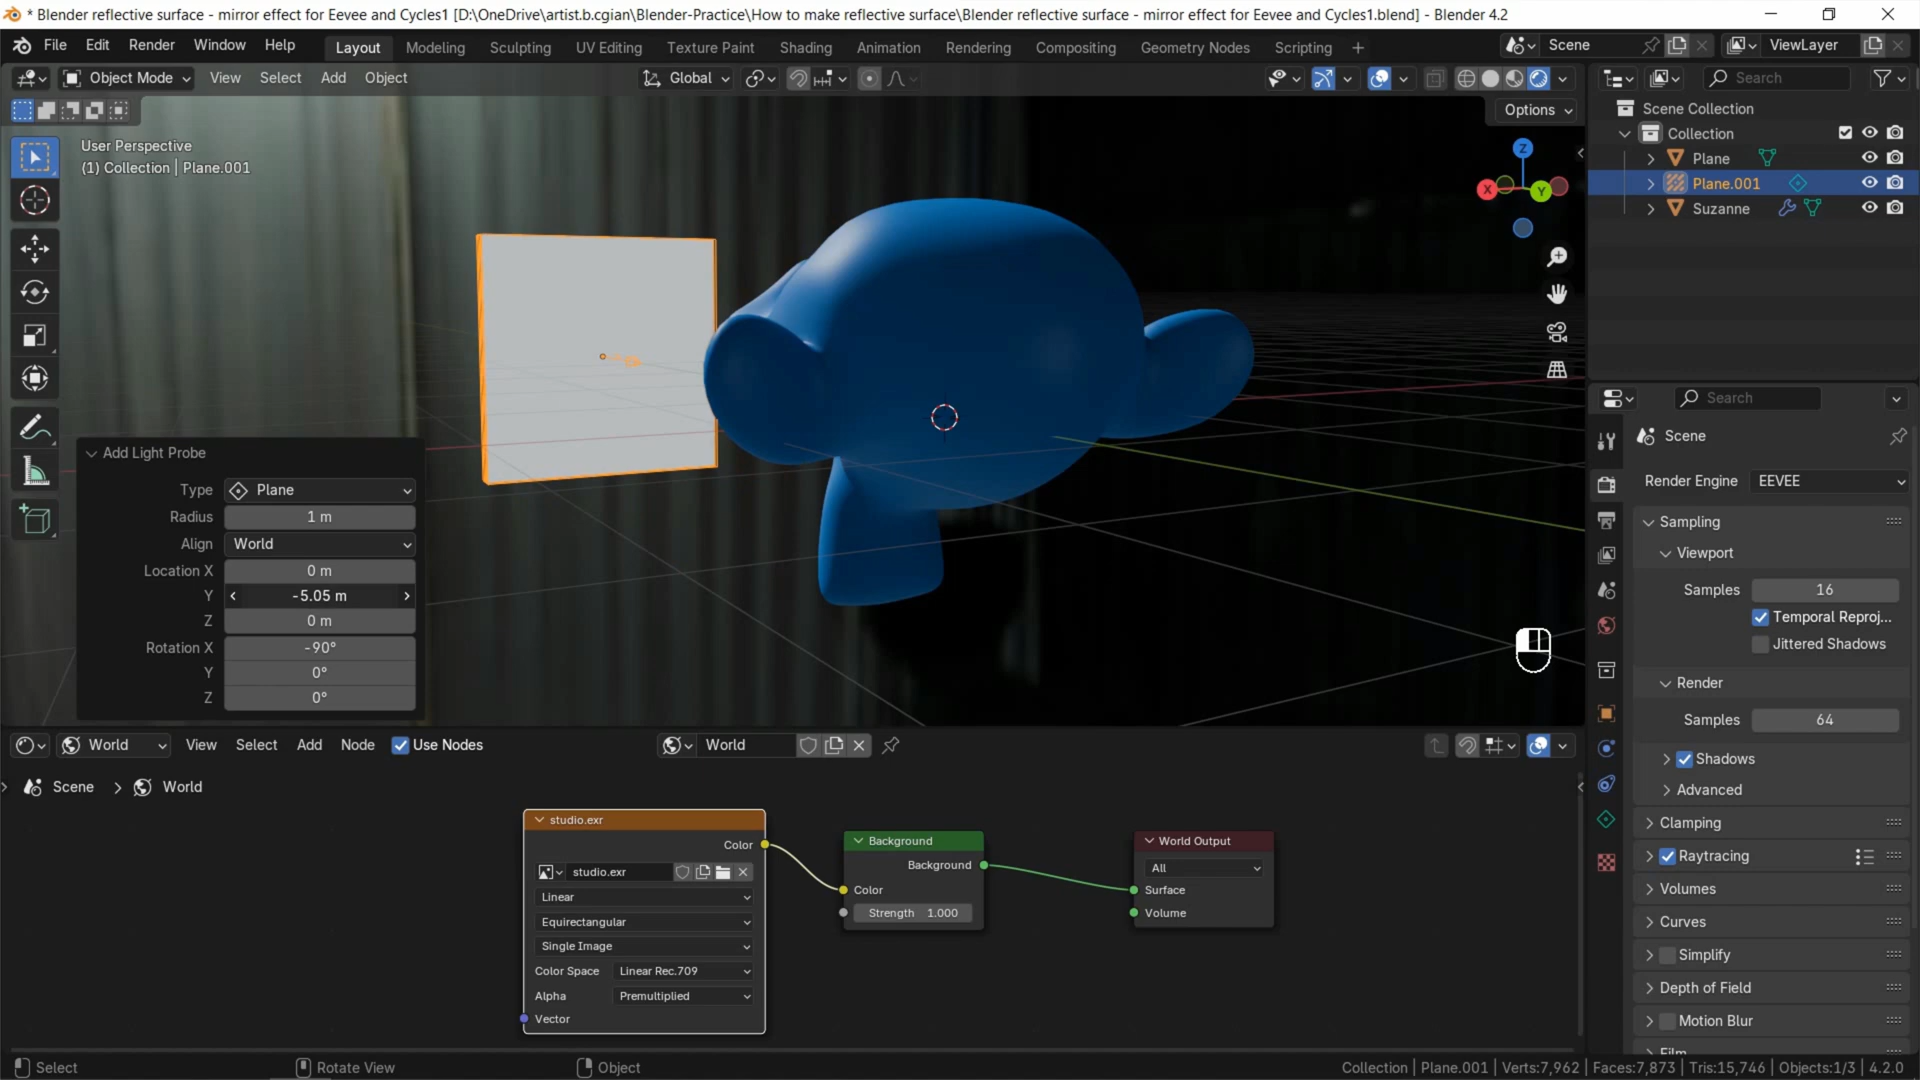 * Blender reflective surface - mirror effect for Eevee and Cycles1 [D:\OneDrive\artist.b.cgian\Blender-Practice\How to make reflective surface\Blender reflective surface - mirror effect for Eevee and Cycles1.blend] - Blender 4.2
File Edit Render Window Help Layout Modeling Sculpting UV Editing Texture Paint Shading Animation Rendering Compositing Geometry Nodes Scripting Scene ViewLayer
Object Mode View Select Add Object Global Search
Options
User Perspective
(1) Collection | Plane.001
Z
X
Y
Scene Collection
Collection
Plane
Plane.001
Suzanne
Add Light Probe
Type Plane
Radius 1 m
Align World
Location X 0 m
Y -5.05 m
Z 0 m
Rotation X -90°
Y 0°
Z 0°
Search
Scene
Render Engine EEVEE
Sampling
Viewport
Samples 16
Temporal Reproj...
Jittered Shadows
Render
Samples 64
Shadows
Advanced
Clamping
Raytracing
Volumes
Curves
Simplify
Depth of Field
Motion Blur
Film
World View Select Add Node Use Nodes World
Scene > World
studio.exr
Color
studio.exr
Linear
Equirectangular
Single Image
Color Space Linear Rec.709
Alpha Premultiplied
Vector
Background
Background
Color
Strength 1.000
World Output
All
Surface
Volume
Select Rotate View Object Collection | Plane.001 | Verts:7,962 | Faces:7,873 | Tris:15,746 | Objects:1/3 | 4.2.0